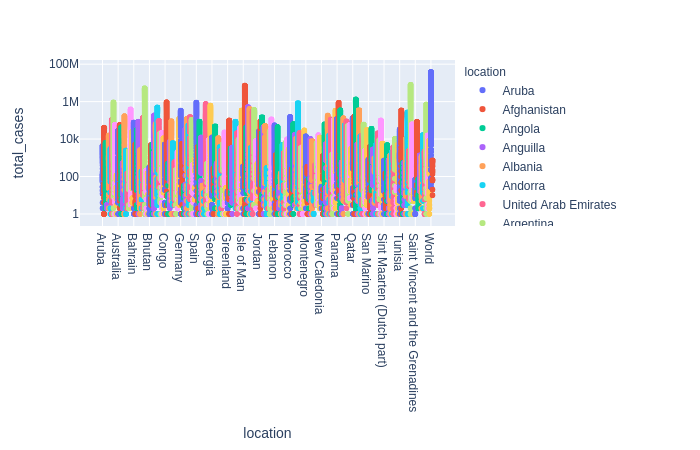 total_cases
100M
1M
10k
100
1
Aruba
Australia
Bahrain
Bhutan
Congo
Germany
Spain
Georgia
Greenland
Isle of Man
Jordan
Lebanon
Morocco
Montenegro
New Caledonia
Panama
Qatar
San Marino
Sint Maarten (Dutch part)
Tunisia
Saint Vincent and the Grenadines
World
location
location
Aruba
Afghanistan
Angola
Anguilla
Albania
Andorra
United Arab Emirates
Argentina